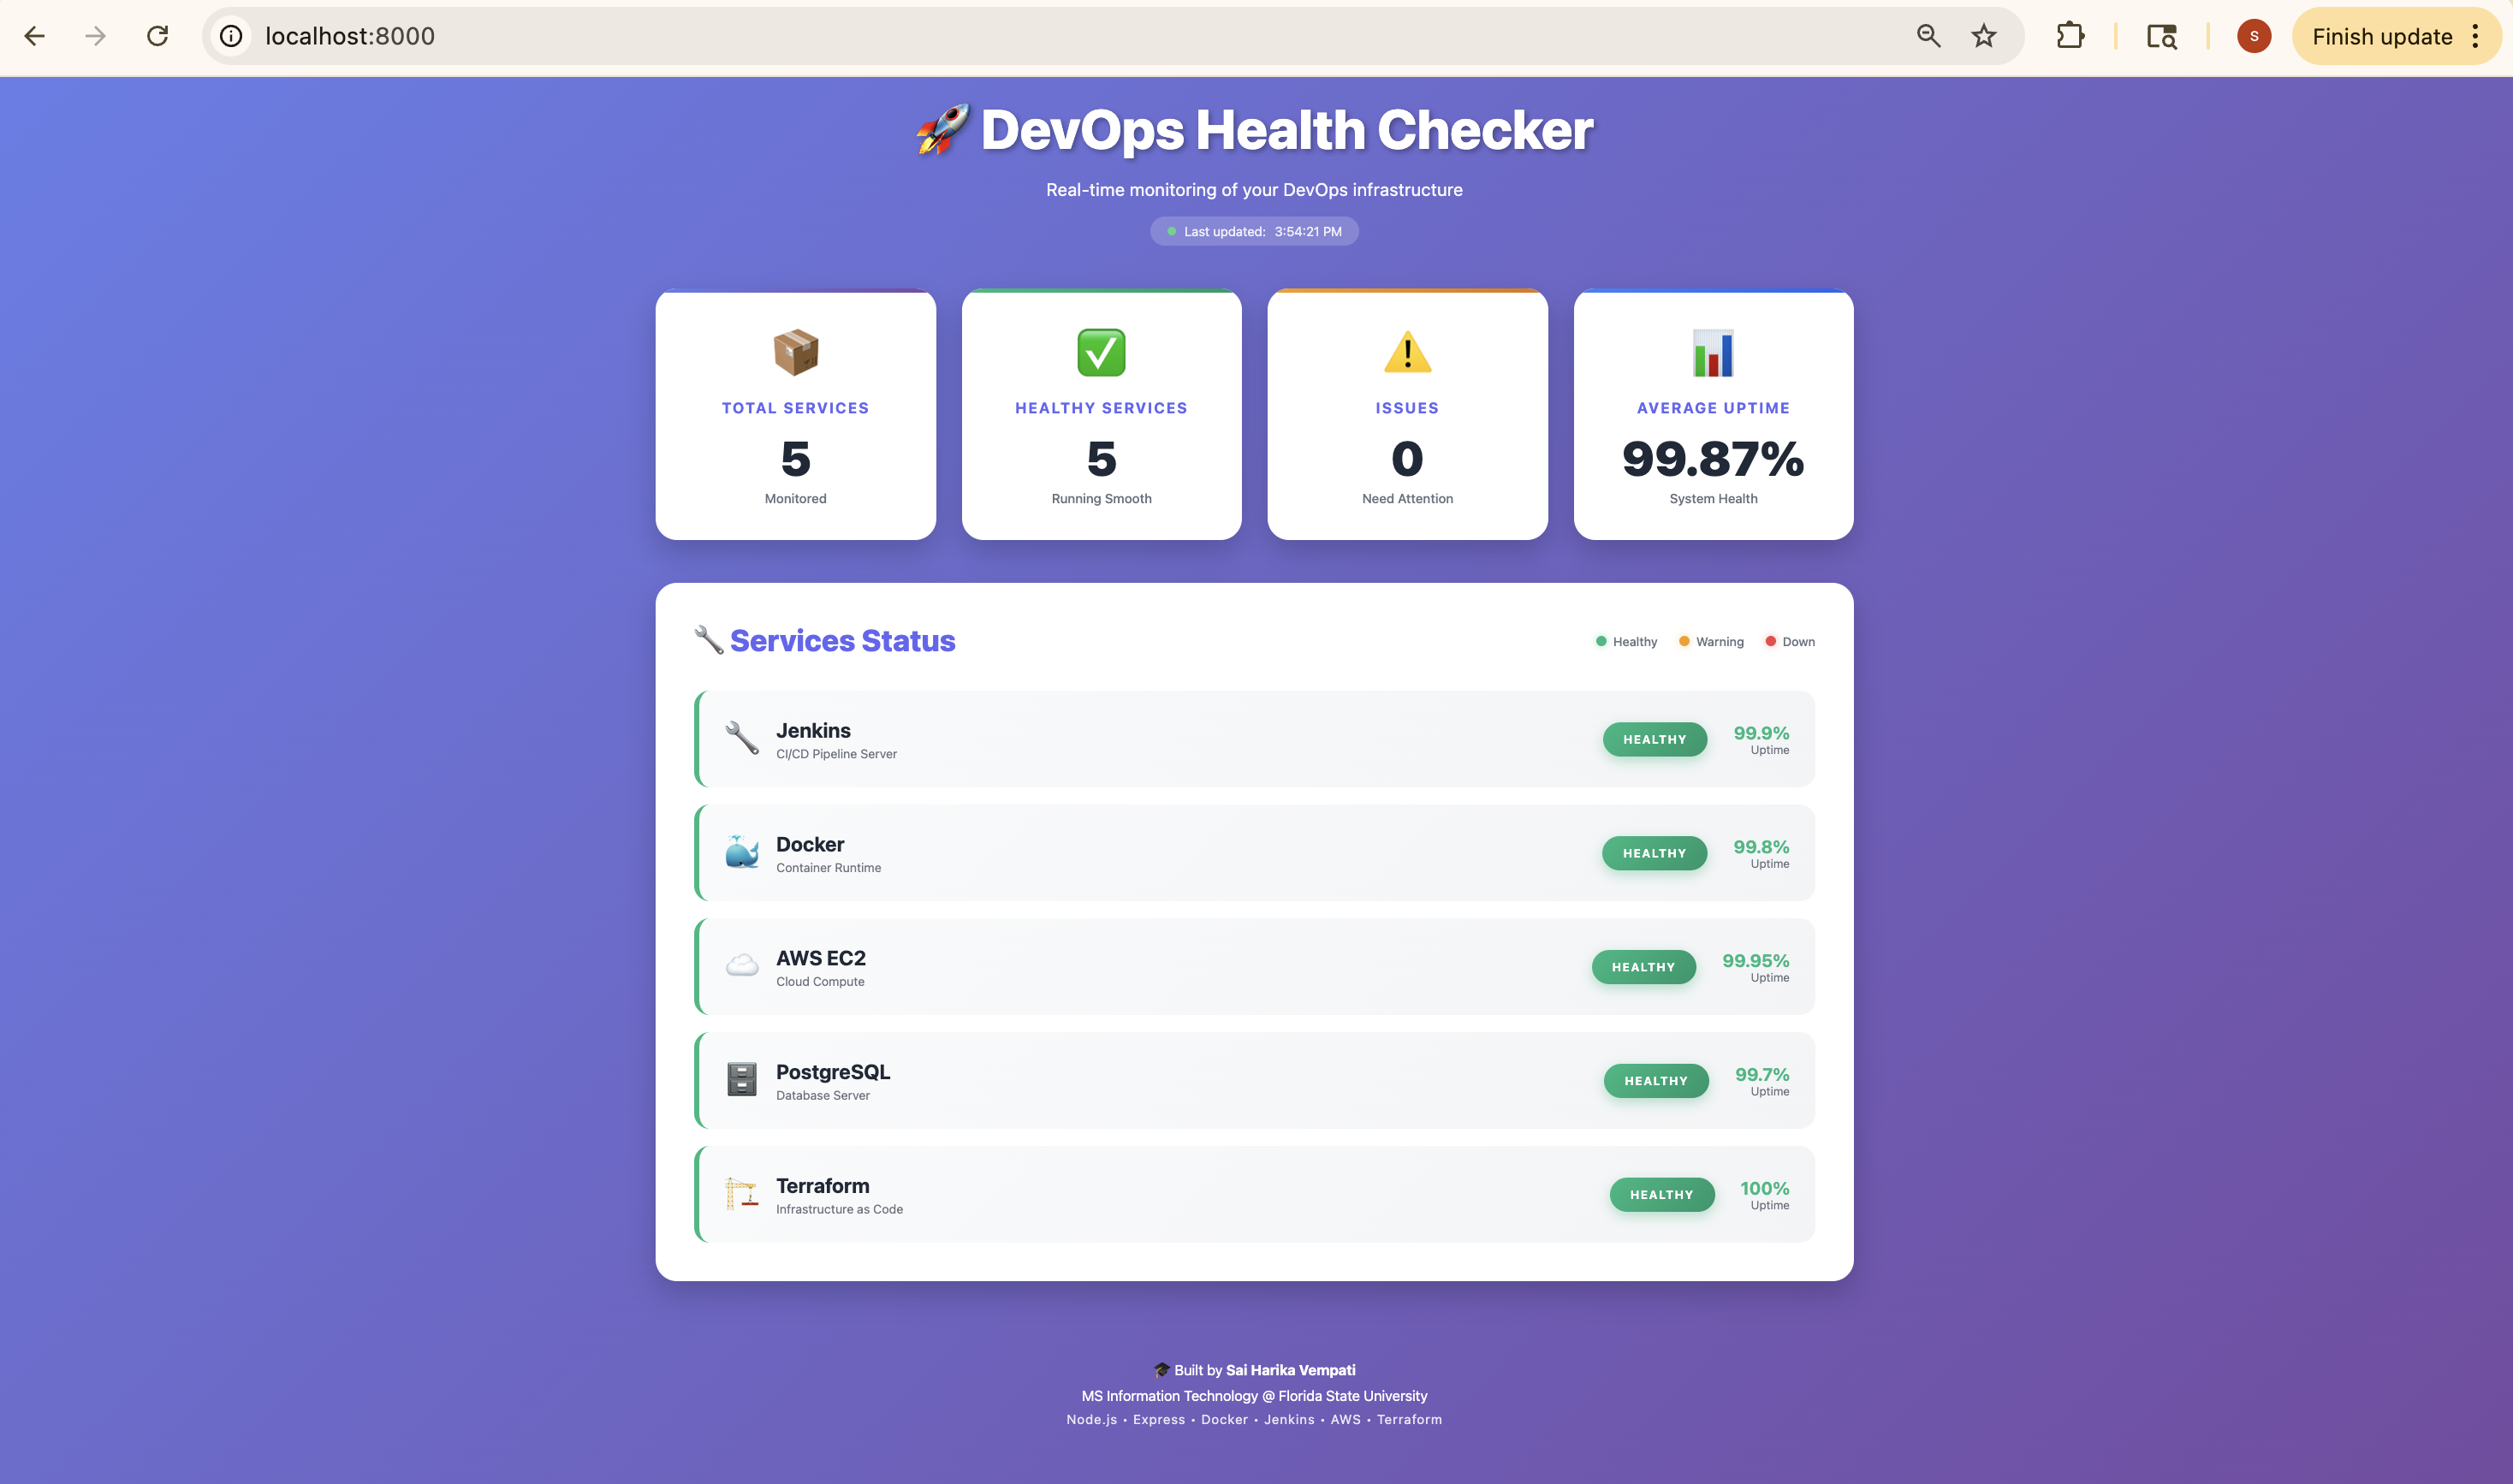 localhost:8000
S
Finish update
🚀 DevOps Health Checker
Real-time monitoring of your DevOps infrastructure
Last updated: 3:54:21 PM
TOTAL SERVICES
5
Monitored
HEALTHY SERVICES
5
Running Smooth
ISSUES
0
Need Attention
AVERAGE UPTIME
99.87%
System Health
🔧 Services Status
Healthy
Warning
Down
Jenkins
CI/CD Pipeline Server
HEALTHY
99.9%
Uptime
Docker
Container Runtime
HEALTHY
99.8%
Uptime
AWS EC2
Cloud Compute
HEALTHY
99.95%
Uptime
PostgreSQL
Database Server
HEALTHY
99.7%
Uptime
Terraform
Infrastructure as Code
HEALTHY
100%
Uptime
🎓 Built by Sai Harika Vempati
MS Information Technology @ Florida State University
Node.js • Express • Docker • Jenkins • AWS • Terraform